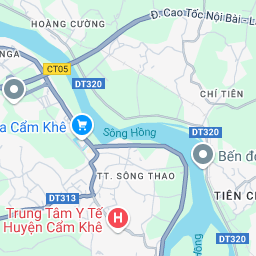 HOÀNG CƯƠNG
Đ. Cao Tốc Nội Bài - L
NGA
CT05
DT320
CHÍ TIÊN
a Cẩm Khê
Sông Hồng
DT320
Bến đ
TT. SÔNG THAO
DT313
TIÊN C
Trung Tâm Y Tế
Huyện Cẩm Khê
H
DT320